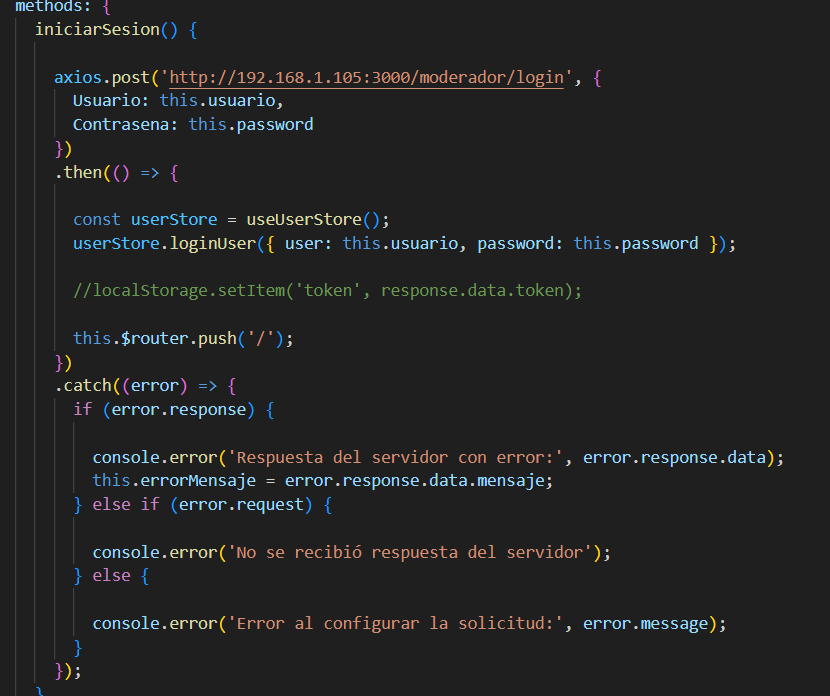 methods: {
iniciarSesion() {
axios.post('http://192.168.1.105:3000/moderador/login', {
Usuario: this.usuario,
Contrasena: this.password
})
.then(() => {
const userStore = useUserStore();
userStore.loginUser({ user: this.usuario, password: this.password });
//localStorage.setItem('token', response.data.token);
this.$router.push('/');
})
.catch((error) => {
if (error.response) {
console.error('Respuesta del servidor con error:', error.response.data);
this.errorMensaje = error.response.data.mensaje;
} else if (error.request) {
console.error('No se recibió respuesta del servidor');
} else {
console.error('Error al configurar la solicitud:', error.message);
}
});
}